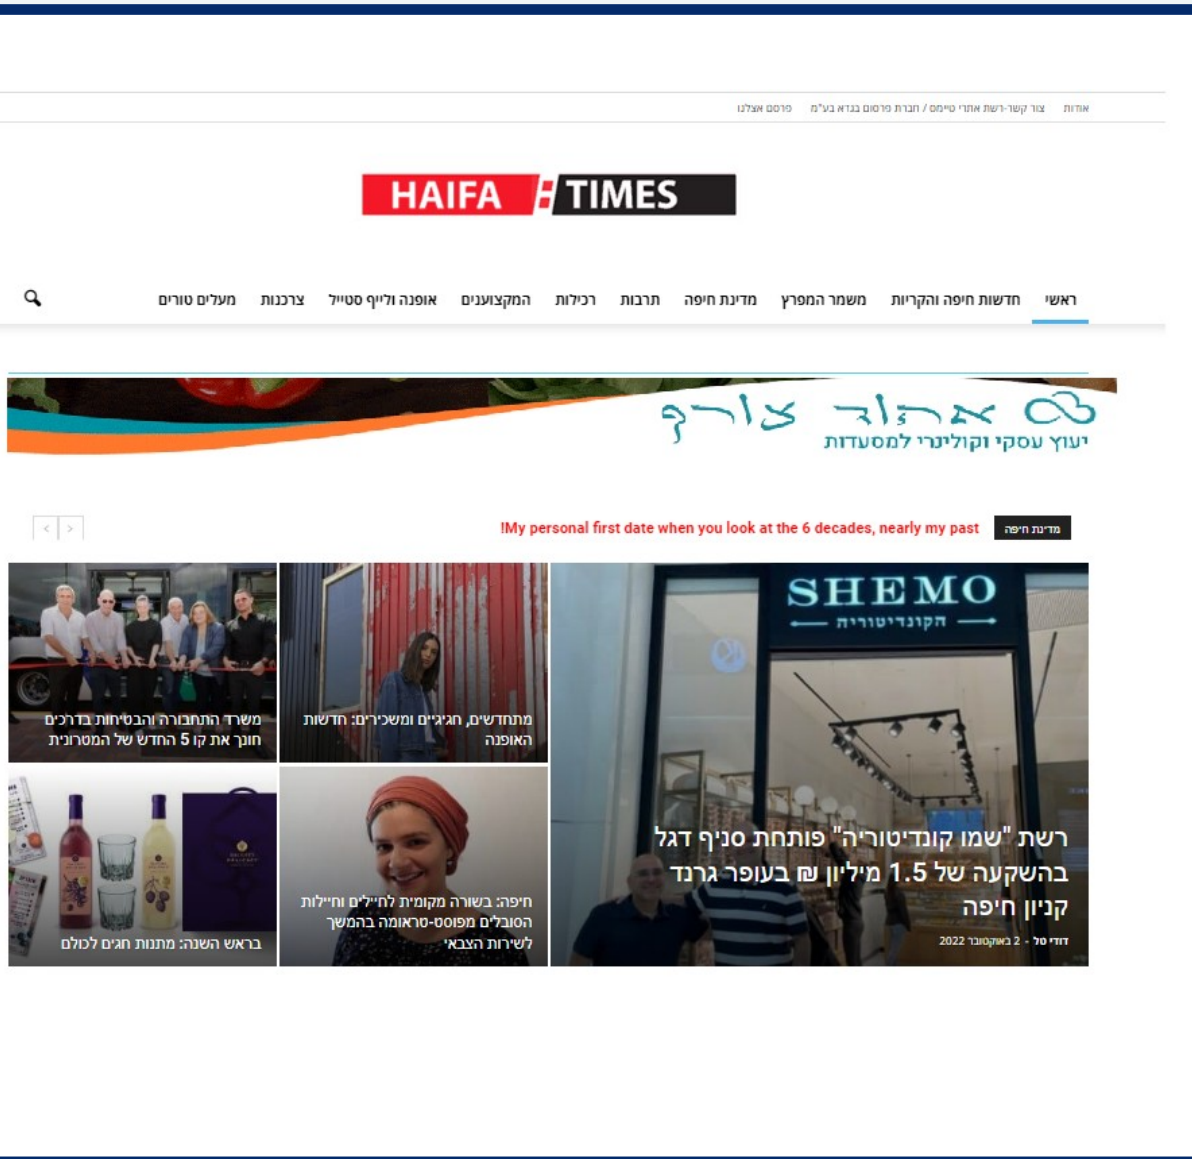 אודות צור קשר-רשת אתרי טיימס / חברת פרסום בגדא בע"מ פרסם אצלנו
HAIFA TIMES
ראשי חדשות חיפה והקריות משמר המפרץ מדינת חיפה תרבות רכילות המקצוענים אופנה ולייף סטייל צרכנות מעלים טורים
אהוד צורף
יעוץ עסקי וקולינרי למסעדות
מדינת חיפה My personal first date when you look at the 6 decades, nearly my past!
SHEMO
הקונדיטוריה
רשת "שמו קונדיטוריה" פותחת סניף דגל
בהשקעה של 1.5 מיליון ₪ בעופר גרנד
קניון חיפה
דודי טל - 2 באוקטובר 2022
מתחדשים, חגיגיים ומשכירים: חדשות
האופנה
משרד התחבורה והבטיחות בדרכים
חונך את קו 5 החדש של המטרונית
חיפה: בשורה מקומית לחיילים וחיילות
הסובלים מפוסט-טראומה בהמשך
לשירות הצבאי
בראש השנה: מתנות חגים לכולם